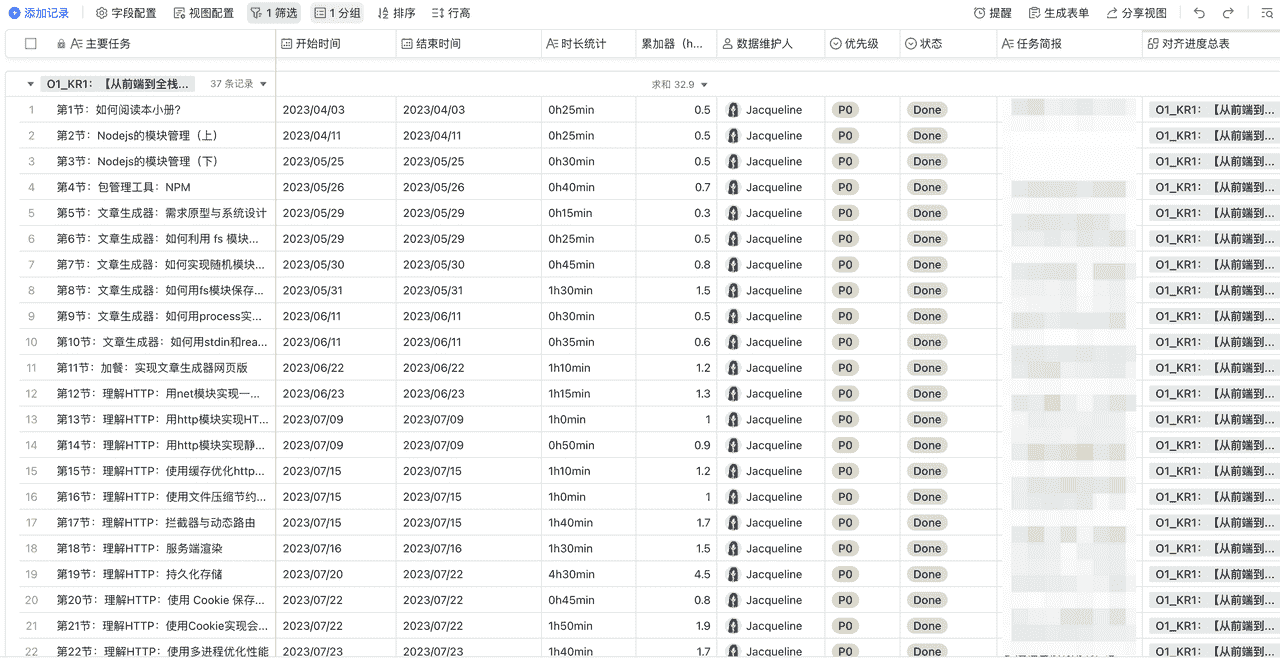 添加记录 字段配置 视图配置 1 筛选 1 分组 排序 行高 提醒 生成表单 分享视图
主要任务 开始时间 结束时间 时长统计 累加器（h... 数据维护人 优先级 状态 任务简报 对齐进度总表
O1_KR1：【从前端到全栈... 37 条记录 求和 32.9
1 第1节：如何阅读本小册? 2023/04/03 2023/04/03 0h25min 0.5 Jacqueline P0 Done O1_KR1：【从前端到...
2 第2节：Nodejs的模块管理（上） 2023/04/11 2023/04/11 0h25min 0.5 Jacqueline P0 Done O1_KR1：【从前端到...
3 第3节：Nodejs的模块管理（下） 2023/05/25 2023/05/25 0h30min 0.5 Jacqueline P0 Done O1_KR1：【从前端到...
4 第4节：包管理工具：NPM 2023/05/26 2023/05/26 0h40min 0.7 Jacqueline P0 Done O1_KR1：【从前端到...
5 第5节：文章生成器：需求原型与系统设计 2023/05/29 2023/05/29 0h15min 0.3 Jacqueline P0 Done O1_KR1：【从前端到...
6 第6节：文章生成器：如何利用 fs 模块... 2023/05/29 2023/05/29 0h25min 0.5 Jacqueline P0 Done O1_KR1：【从前端到...
7 第7节：文章生成器：如何实现随机模块... 2023/05/30 2023/05/30 0h45min 0.8 Jacqueline P0 Done O1_KR1：【从前端到...
8 第8节：文章生成器：如何用fs模块保存... 2023/05/31 2023/05/31 1h30min 1.5 Jacqueline P0 Done O1_KR1：【从前端到...
9 第9节：文章生成器：如何用process实... 2023/06/11 2023/06/11 0h30min 0.5 Jacqueline P0 Done O1_KR1：【从前端到...
10 第10节：文章生成器：如何用stdin和rea... 2023/06/11 2023/06/11 0h35min 0.6 Jacqueline P0 Done O1_KR1：【从前端到...
11 第11节：加餐：实现文章生成器网页版 2023/06/22 2023/06/22 1h10min 1.2 Jacqueline P0 Done O1_KR1：【从前端到...
12 第12节：理解HTTP：用net模块实现一... 2023/06/23 2023/06/23 1h15min 1.3 Jacqueline P0 Done O1_KR1：【从前端到...
13 第13节：理解HTTP：用http模块实现HT... 2023/07/09 2023/07/09 1h0min 1 Jacqueline P0 Done O1_KR1：【从前端到...
14 第14节：理解HTTP：用http模块实现静... 2023/07/09 2023/07/09 0h50min 0.9 Jacqueline P0 Done O1_KR1：【从前端到...
15 第15节：理解HTTP：使用缓存优化http... 2023/07/15 2023/07/15 1h10min 1.2 Jacqueline P0 Done O1_KR1：【从前端到...
16 第16节：理解HTTP：使用文件压缩节约... 2023/07/15 2023/07/15 1h0min 1 Jacqueline P0 Done O1_KR1：【从前端到...
17 第17节：理解HTTP：拦截器与动态路由 2023/07/15 2023/07/15 1h40min 1.7 Jacqueline P0 Done O1_KR1：【从前端到...
18 第18节：理解HTTP：服务端渲染 2023/07/16 2023/07/16 1h30min 1.5 Jacqueline P0 Done O1_KR1：【从前端到...
19 第19节：理解HTTP：持久化存储 2023/07/20 2023/07/22 4h30min 4.5 Jacqueline P0 Done O1_KR1：【从前端到...
20 第20节：理解HTTP：使用 Cookie 保存... 2023/07/22 2023/07/22 0h45min 0.8 Jacqueline P0 Done O1_KR1：【从前端到...
21 第21节：理解HTTP：使用Cookie实现会... 2023/07/22 2023/07/22 1h50min 1.9 Jacqueline P0 Done O1_KR1：【从前端到...
22 第22节：理解HTTP：使用多进程优化性能 2023/07/23 2023/07/23 1h40min 1.7 Jacqueline P0 Done O1_KR1：【从前端到...